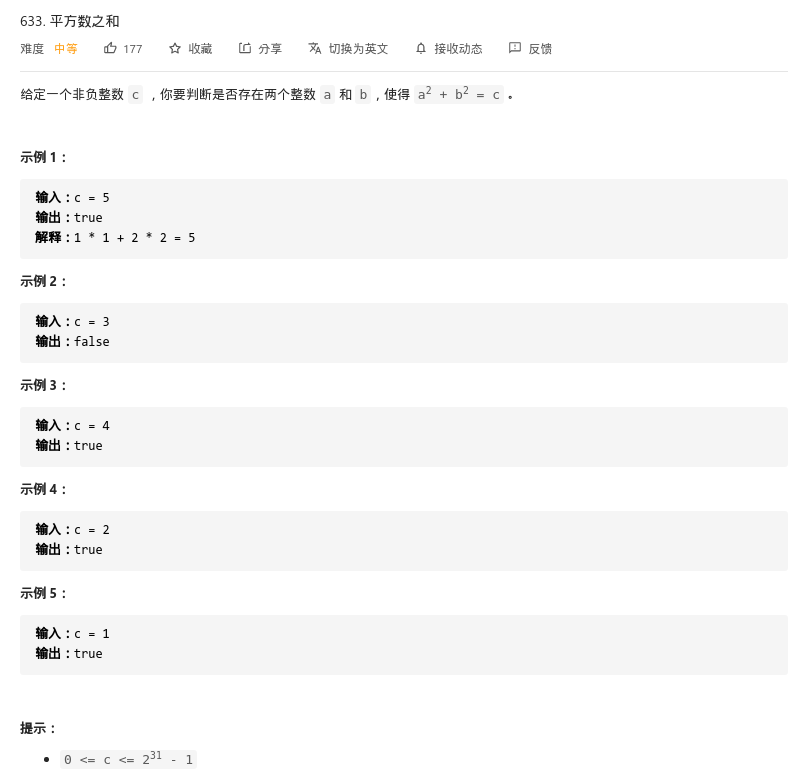 633. 平方数之和
难度 中等 177 收藏 分享 切换为英文 接收动态 反馈
给定一个非负整数 c ，你要判断是否存在两个整数 a 和 b，使得 a² + b² = c 。
示例 1：
输入：c = 5
输出：true
解释：1 * 1 + 2 * 2 = 5
示例 2：
输入：c = 3
输出：false
示例 3：
输入：c = 4
输出：true
示例 4：
输入：c = 2
输出：true
示例 5：
输入：c = 1
输出：true
提示：
• 0 <= c <= 2³¹ - 1